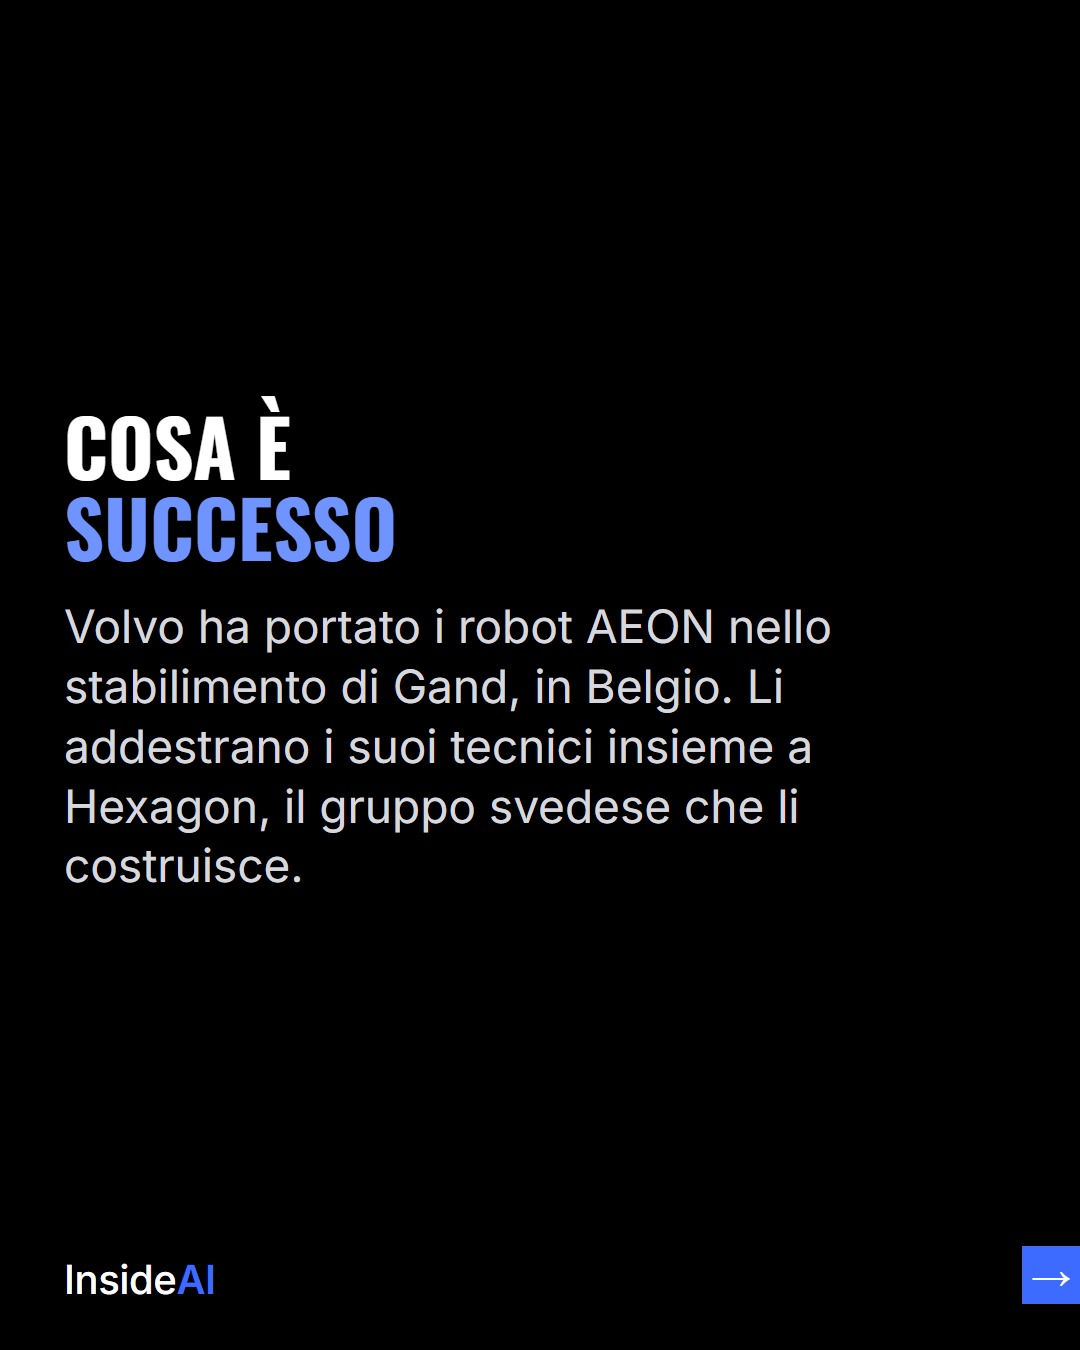 COSA È
SUCCESSO
Volvo ha portato i robot AEON nello
stabilimento di Gand, in Belgio. Li
addestrano i suoi tecnici insieme a
Hexagon, il gruppo svedese che li
costruisce.
InsideAI
→